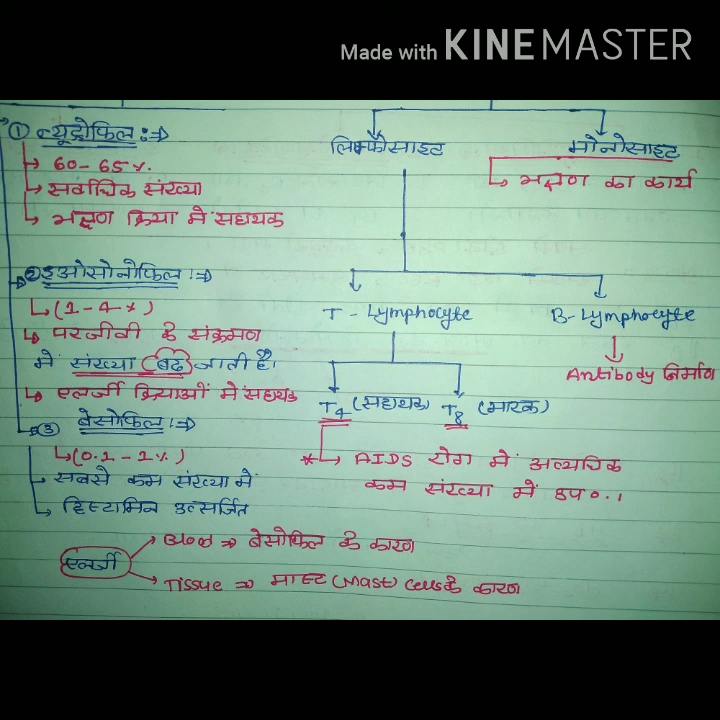 Made with KINEMASTER
① न्यूट्रोफिल :⇒
60 - 65 %.
सर्वाधिक संख्या
भक्षण क्रिया में सहायक
② इओसोनोफिल :⇒
(1 - 4 %)
परजीवी के संक्रमण
में संख्या बढ़ जाती है।
एलर्जी क्रियाओं में सहायक
③ बेसोफिल :⇒
(0.1 - 1%)
सबसे कम संख्या में
हिस्टामिन उत्सर्जित
लिम्फोसाइट
मोनोसाइट
भक्षण का कार्य
T - Lymphocyte
B- Lymphocyte
Antibody निर्माण
T4 (सहायक) T8 (मारक)
* AIDS रोग में अत्यधिक
कम संख्या में
एलर्जी
Blood ⇒ बेसोफिल के कारण
Tissue ⇒ मास्ट (Mast) cells के कारण